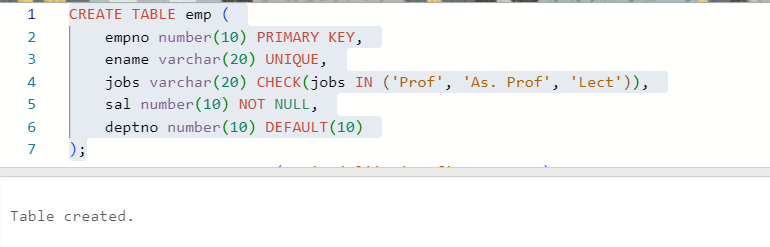 1 CREATE TABLE emp (
2     empno number(10) PRIMARY KEY,
3     ename varchar(20) UNIQUE,
4     jobs varchar(20) CHECK(jobs IN ('Prof', 'As. Prof', 'Lect')),
5     sal number(10) NOT NULL,
6     deptno number(10) DEFAULT(10)
7 );
Table created.